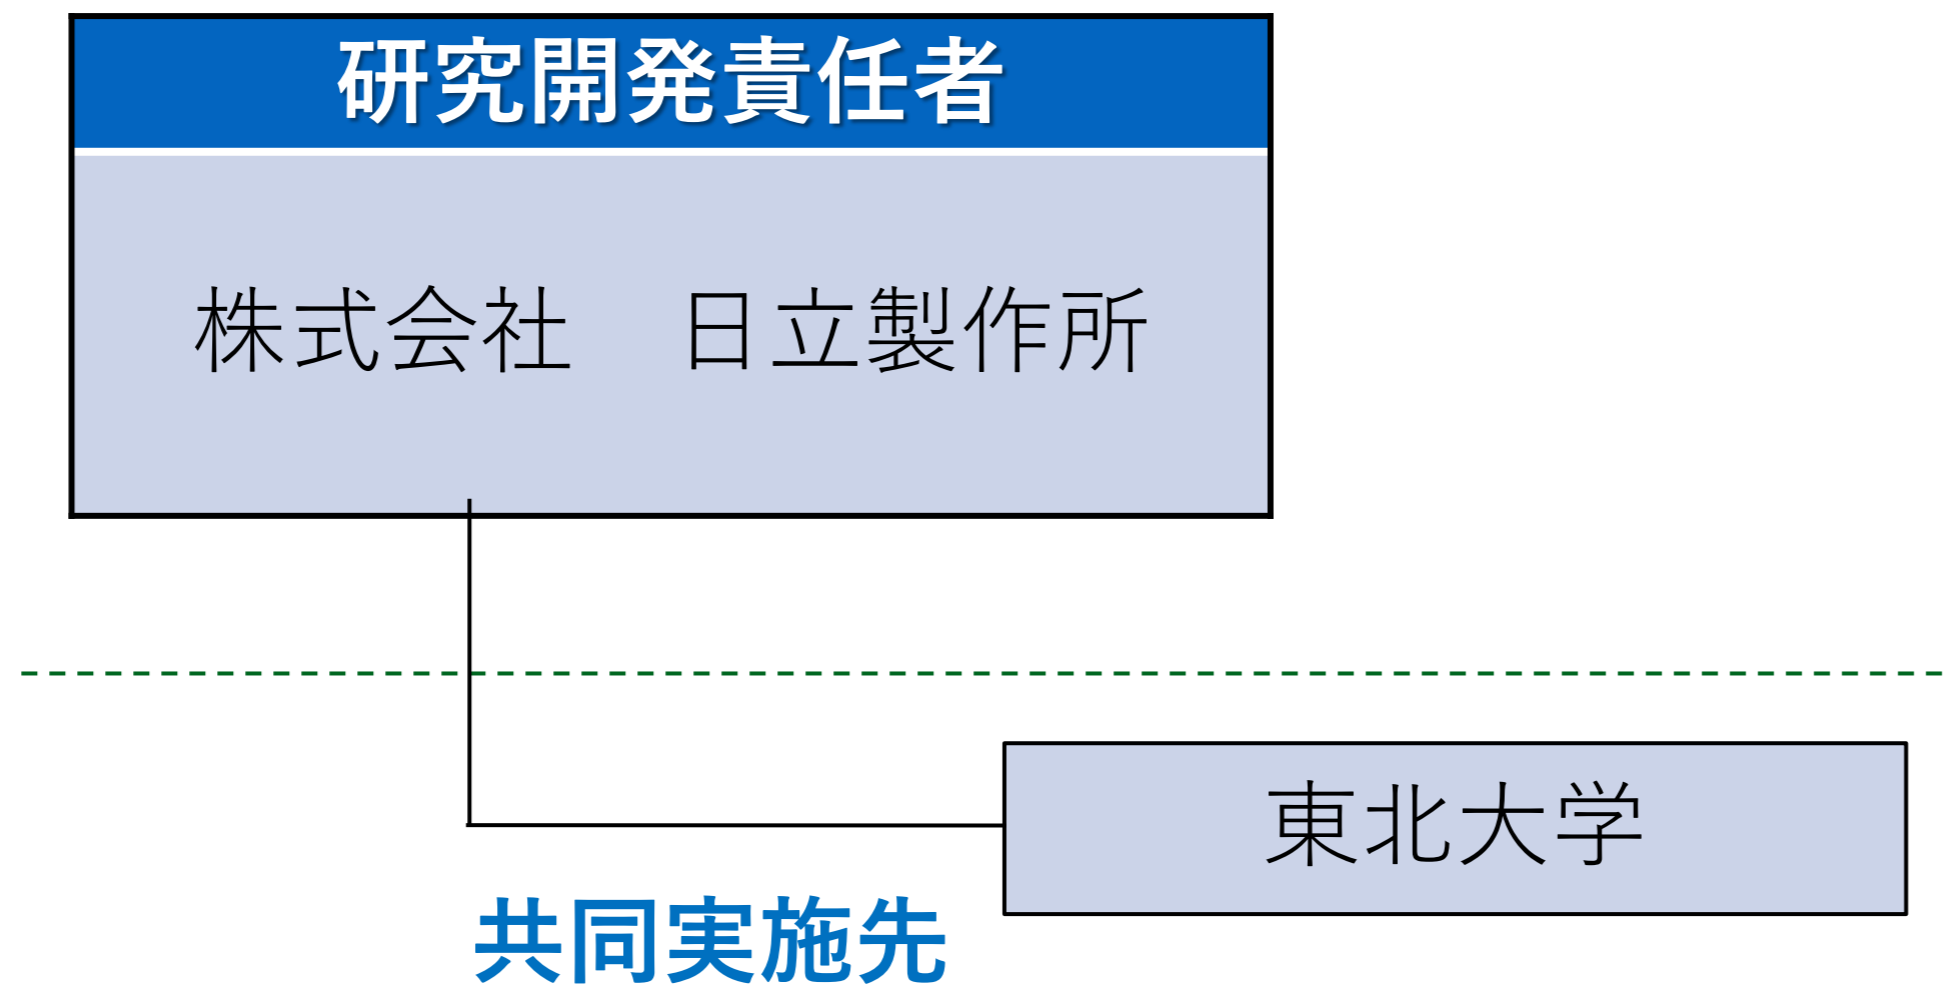 研究開発責任者
株式会社　日立製作所
東北大学
共同実施先